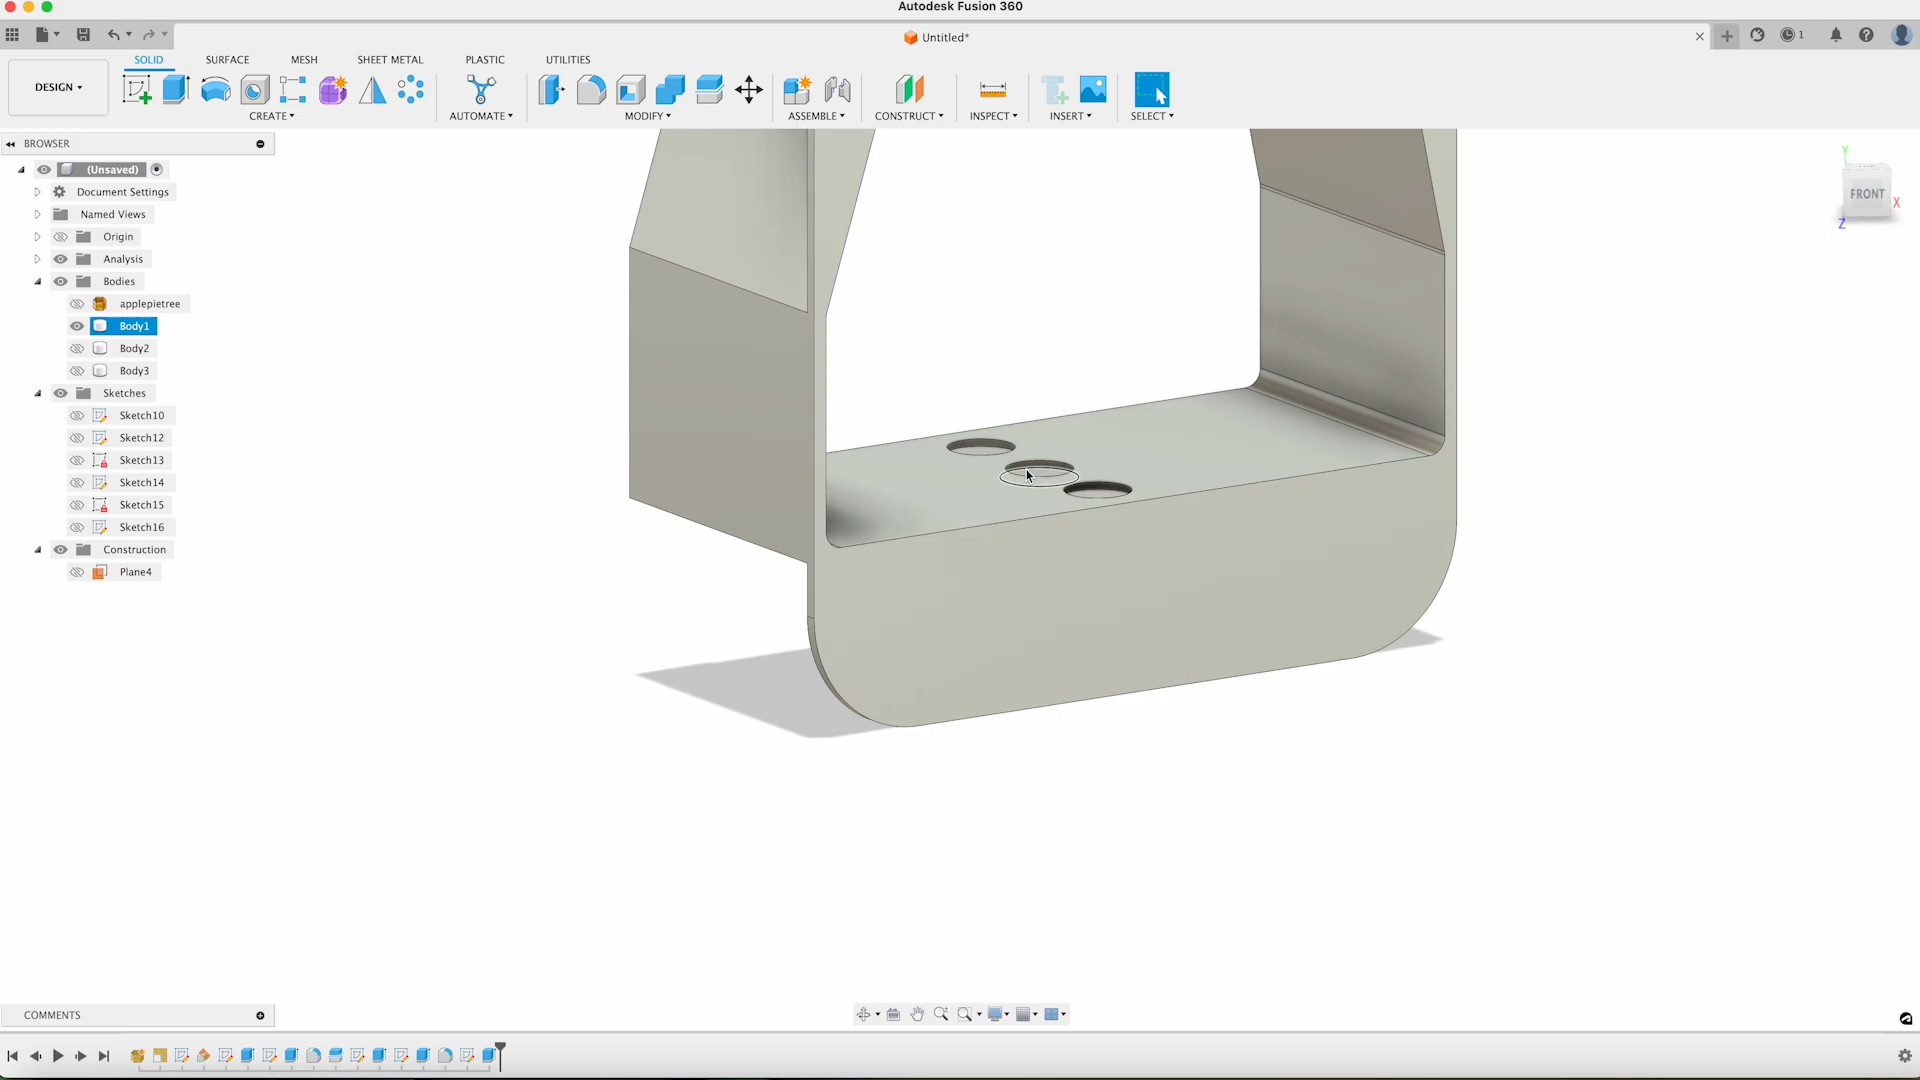 Autodesk Fusion 360
Untitled*
1
DESIGN
SOLID
SURFACE
MESH
SHEET METAL
PLASTIC
UTILITIES
CREATE
AUTOMATE
MODIFY
ASSEMBLE
CONSTRUCT
INSPECT
INSERT
SELECT
BROWSER
(Unsaved)
Document Settings
Named Views
Origin
Analysis
Bodies
applepietree
Body1
Body2
Body3
Sketches
Sketch10
Sketch12
Sketch13
Sketch14
Sketch15
Sketch16
Construction
Plane4
Y
FRONT
X
Z
COMMENTS